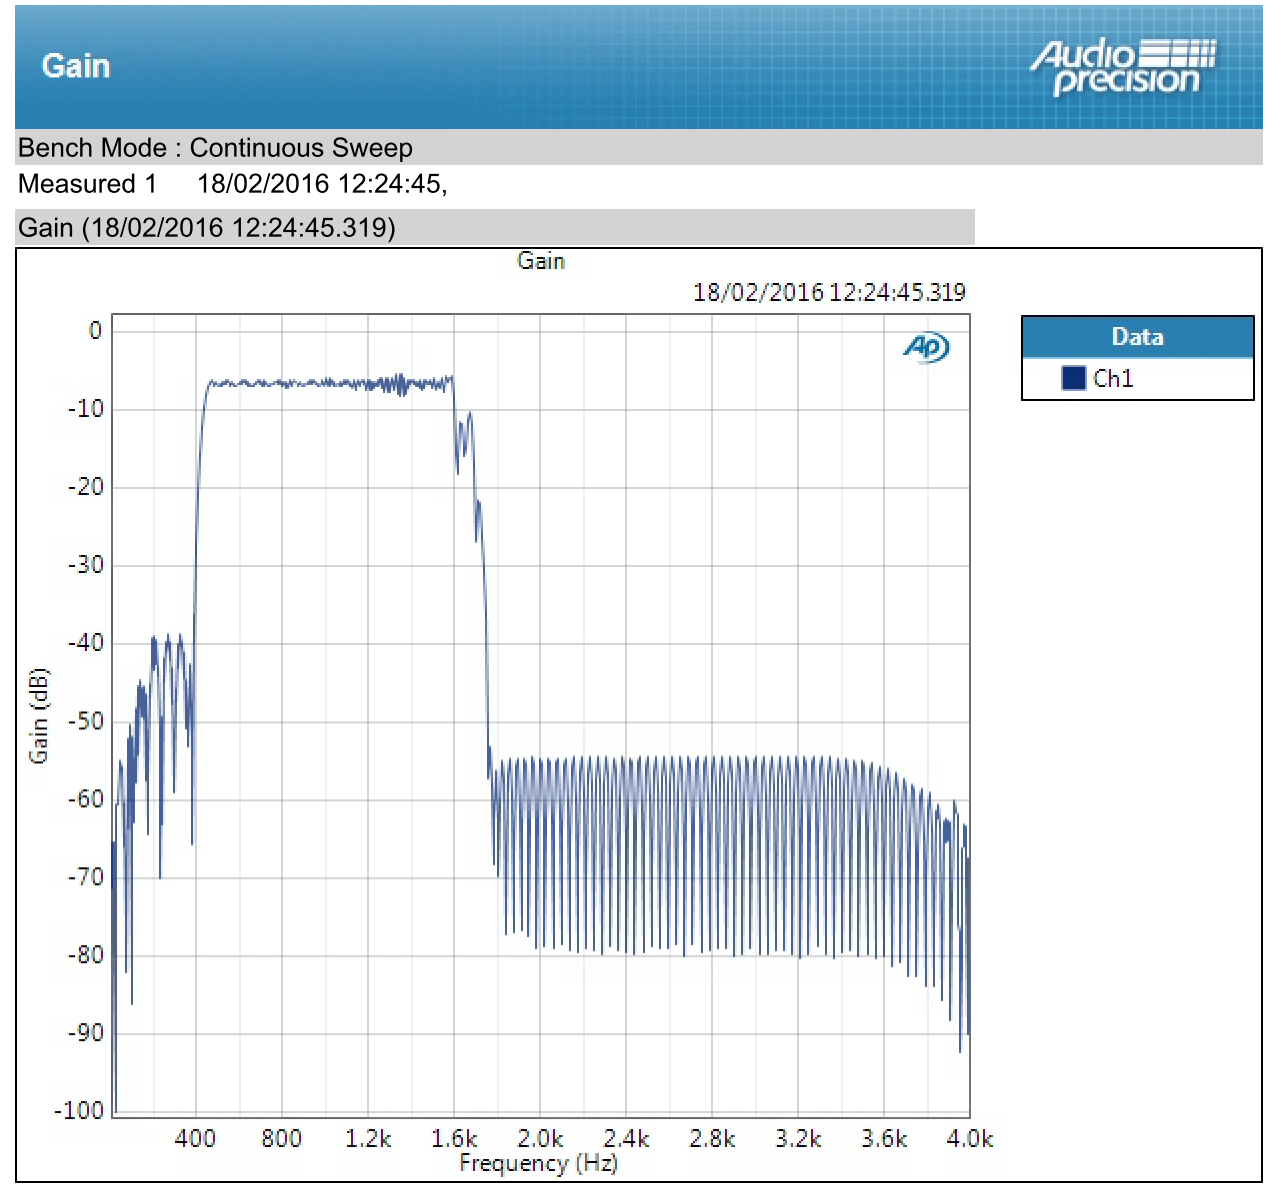 Gain
Audio
precision
Bench Mode : Continuous Sweep
Measured 1 18/02/2016 12:24:45,
Gain (18/02/2016 12:24:45.319)
Gain
18/02/2016 12:24:45.319
AP
Data
Ch1
0
-10
-20
-30
-40
-50
-60
-70
-80
-90
-100
Gain (dB)
400 800 1.2k 1.6k 2.0k 2.4k 2.8k 3.2k 3.6k 4.0k
Frequency (Hz)